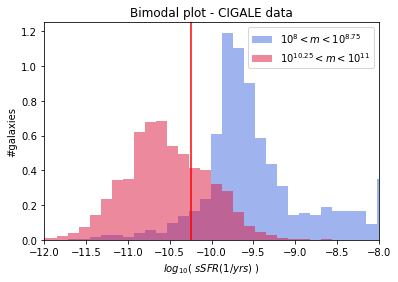 Bimodal plot - CIGALE data
10^8 < m < 10^8.75
10^10.25 < m < 10^11
#galaxies
1.2
1.0
0.8
0.6
0.4
0.2
0.0
−12.0 −11.5 −11.0 −10.5 −10.0 −9.5 −9.0 −8.5 −8.0
log₁₀( sSFR(1/yrs) )